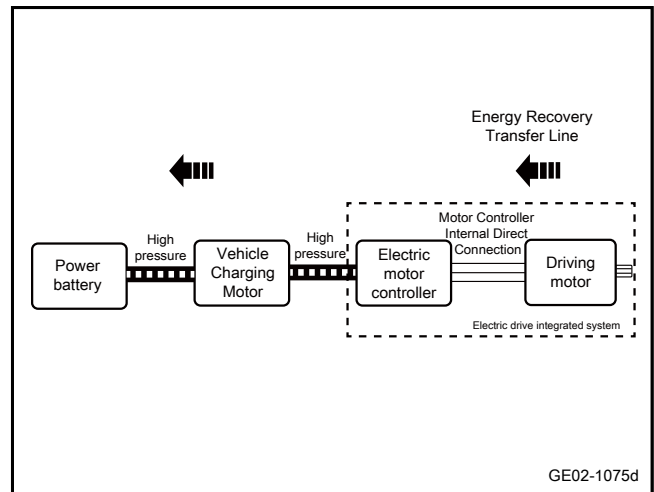 Energy Recovery
Transfer Line
Motor Controller
Internal Direct
Connection
High
pressure
High
pressure
Power
battery
Vehicle
Charging
Motor
Electric
motor
controller
Driving
motor
Electric drive integrated system
GE02-1075d